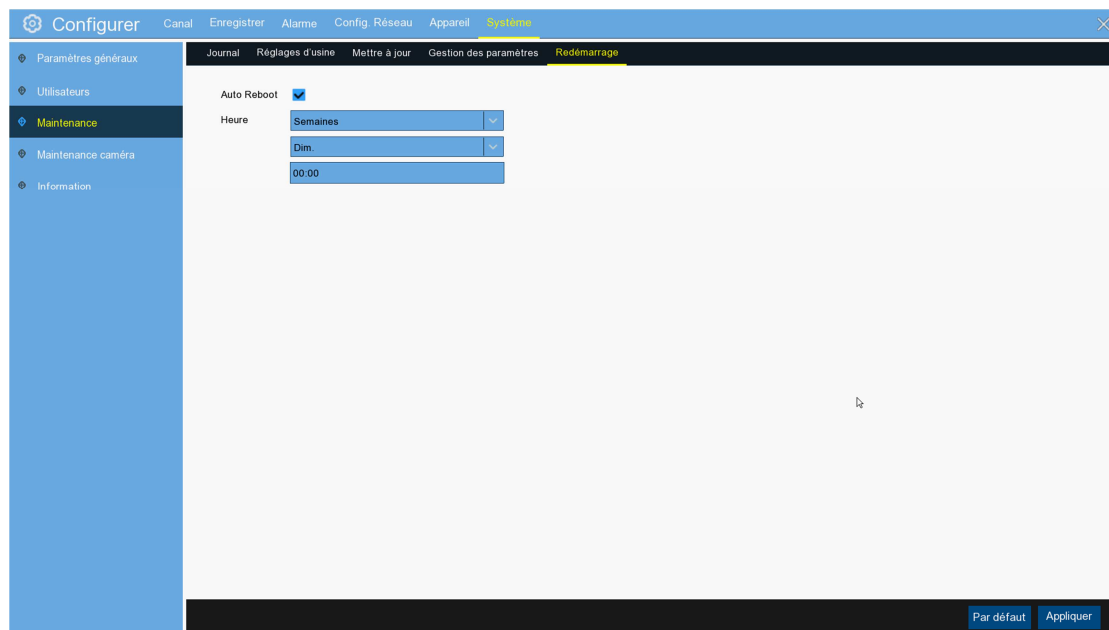 Configurer Canal Enregistrer Alarme Config. Réseau Appareil Système
Journal Réglages d'usine Mettre à jour Gestion des paramètres Redémarrage
Paramètres généraux
Utilisateurs
Maintenance
Maintenance caméra
Information
Auto Reboot
Heure Semaines
Dim.
00:00
Par défaut Appliquer